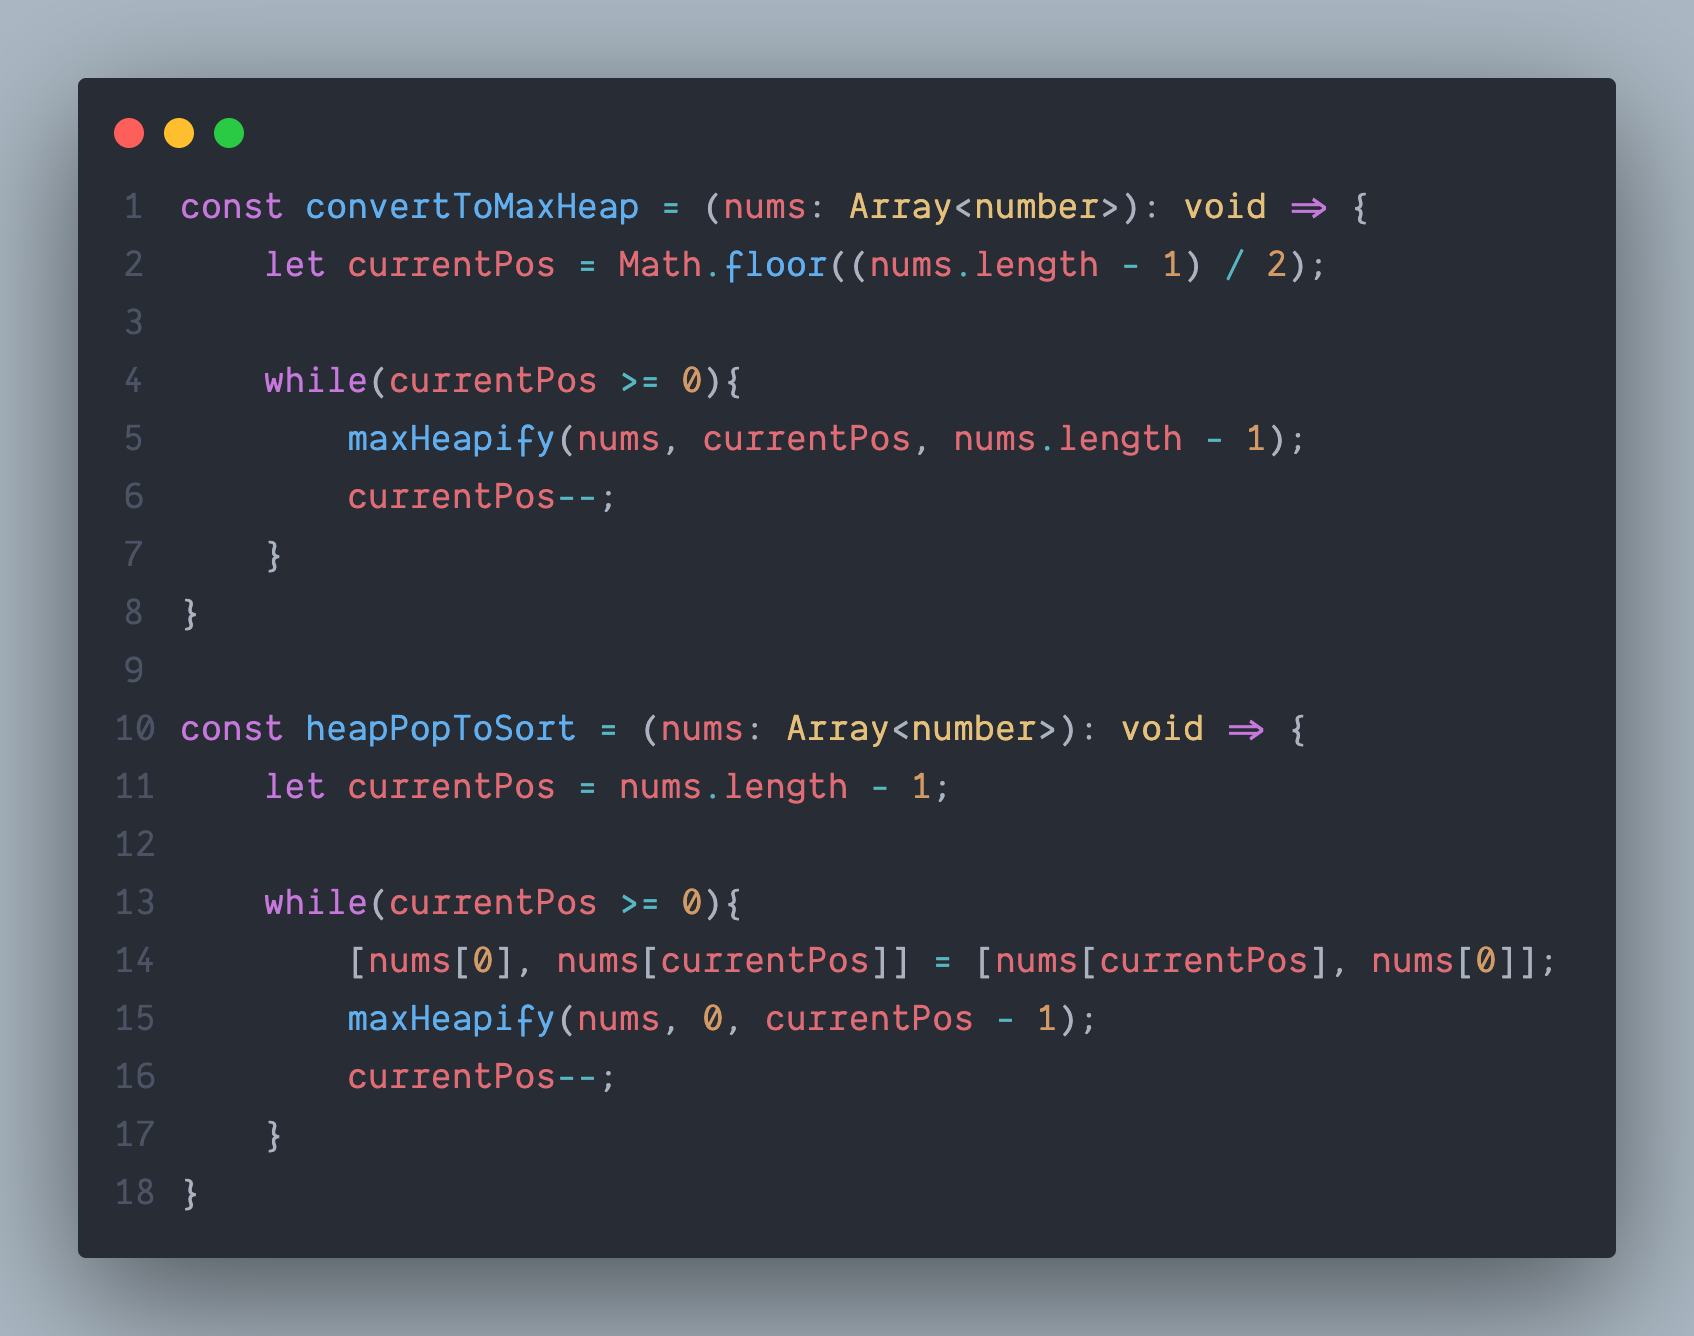 1 const convertToMaxHeap = (nums: Array<number>): void => {
2     let currentPos = Math.floor((nums.length - 1) / 2);
3
4     while(currentPos >= 0){
5         maxHeapify(nums, currentPos, nums.length - 1);
6         currentPos--;
7     }
8 }
9
10 const heapPopToSort = (nums: Array<number>): void => {
11     let currentPos = nums.length - 1;
12
13     while(currentPos >= 0){
14         [nums[0], nums[currentPos]] = [nums[currentPos], nums[0]];
15         maxHeapify(nums, 0, currentPos - 1);
16         currentPos--;
17     }
18 }